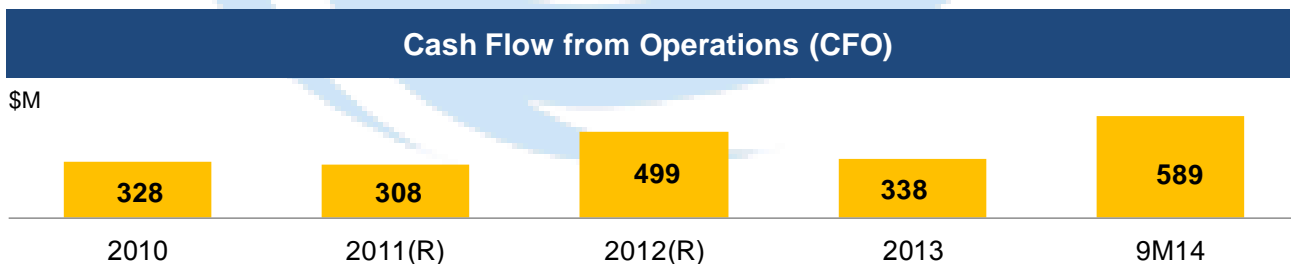 Cash Flow from Operations (CFO)
$M
328 308 499 338 589
2010 2011(R) 2012(R) 2013 9M14